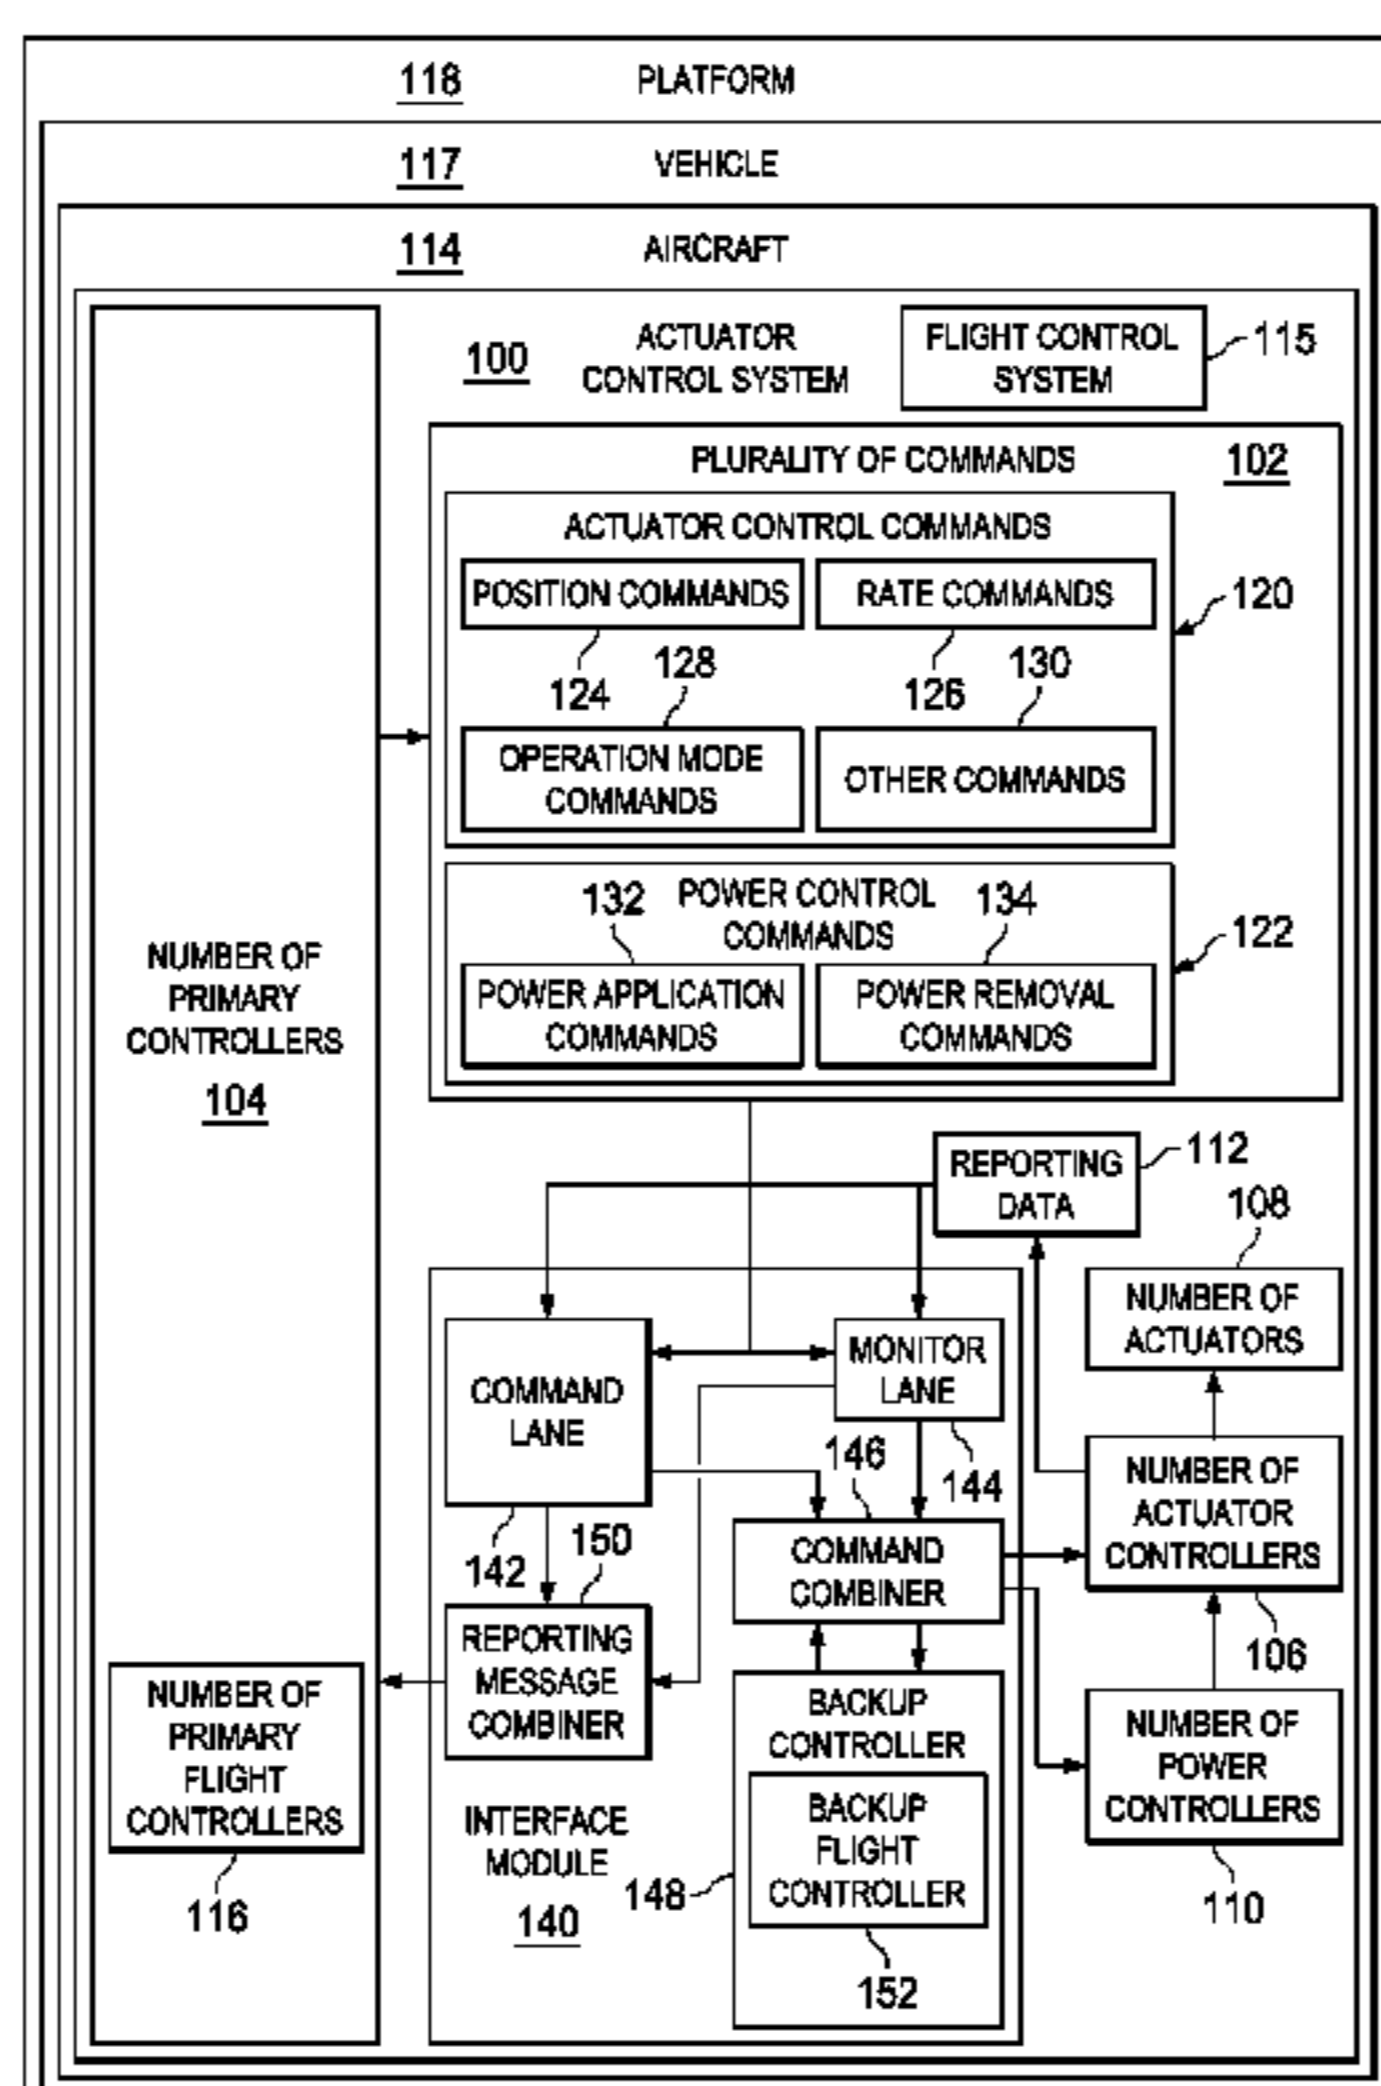 118 PLATFORM
117 VEHICLE
114 AIRCRAFT
100 ACTUATOR
CONTROL SYSTEM
FLIGHT CONTROL
SYSTEM
115
PLURALITY OF COMMANDS 102
ACTUATOR CONTROL COMMANDS
POSITION COMMANDS
RATE COMMANDS
120
124
128
126
130
OPERATION MODE
COMMANDS
OTHER COMMANDS
132
POWER CONTROL
COMMANDS
134
122
POWER APPLICATION
COMMANDS
POWER REMOVAL
COMMANDS
NUMBER OF
PRIMARY
CONTROLLERS
104
REPORTING
DATA
112
108
NUMBER OF
ACTUATORS
COMMAND
LANE
MONITOR
LANE
146
144
142
150
COMMAND
COMBINER
NUMBER OF
ACTUATOR
CONTROLLERS
106
REPORTING
MESSAGE
COMBINER
NUMBER OF
PRIMARY
FLIGHT
CONTROLLERS
116
BACKUP
CONTROLLER
BACKUP
FLIGHT
CONTROLLER
148
152
NUMBER OF
POWER
CONTROLLERS
110
INTERFACE
MODULE
140